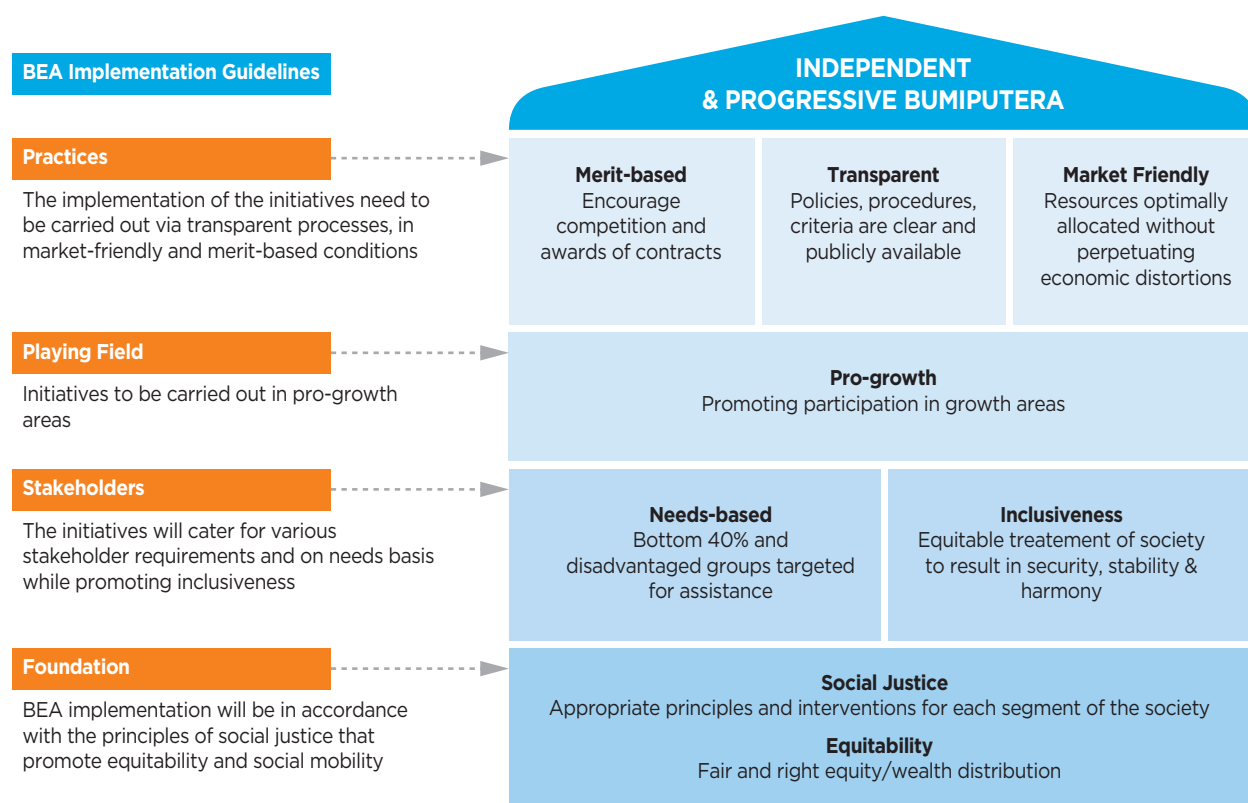 BEA Implementation Guidelines
INDEPENDENT
& PROGRESSIVE BUMIPUTERA
Practices
The implementation of the initiatives need to
be carried out via transparent processes, in
market-friendly and merit-based conditions
Merit-based
Encourage
competition and
awards of contracts
Transparent
Policies, procedures,
criteria are clear and
publicly available
Market Friendly
Resources optimally
allocated without
perpetuating
economic distortions
Playing Field
Initiatives to be carried out in pro-growth
areas
Pro-growth
Promoting participation in growth areas
Stakeholders
The initiatives will cater for various
stakeholder requirements and on needs basis
while promoting inclusiveness
Needs-based
Bottom 40% and
disadvantaged groups targeted
for assistance
Inclusiveness
Equitable treatement of society
to result in security, stability &
harmony
Foundation
BEA implementation will be in accordance
with the principles of social justice that
promote equitability and social mobility
Social Justice
Appropriate principles and interventions for each segment of the society
Equitability
Fair and right equity/wealth distribution